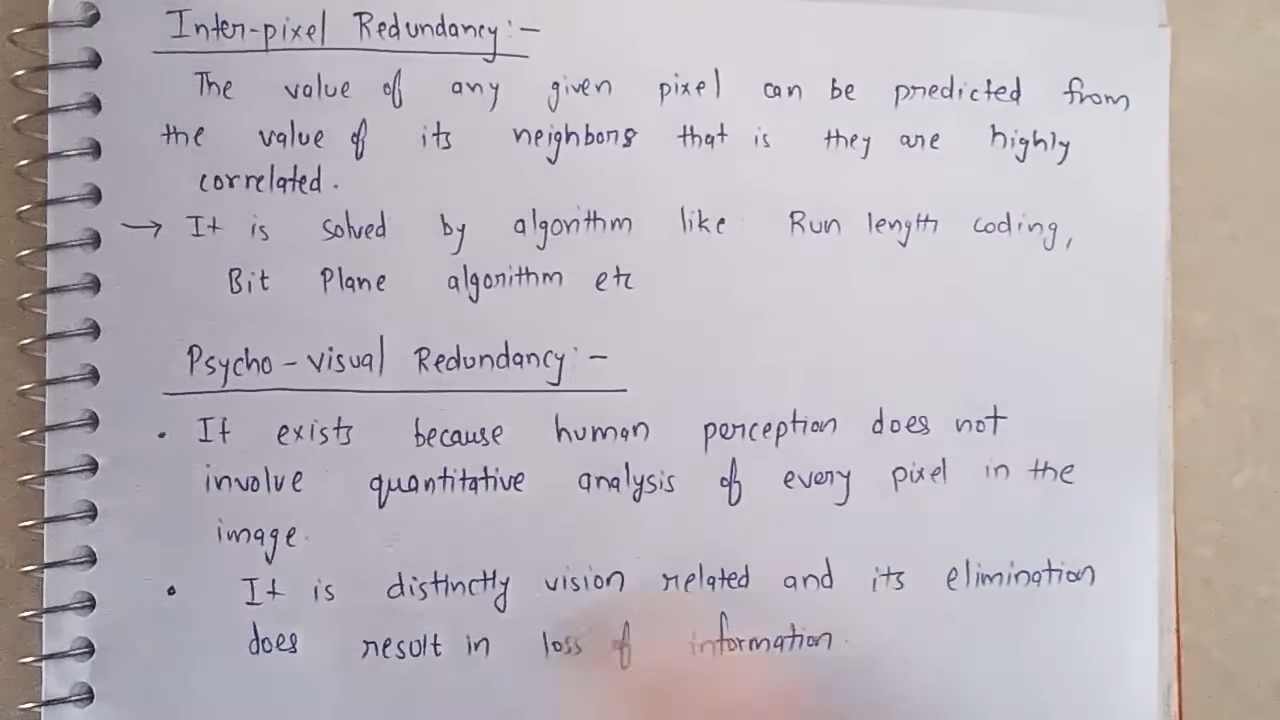 Inter-pixel Redundancy:-
The value of any given pixel can be predicted from
the value of its neighbors that is they are highly
correlated.
→ It is solved by algorithm like Run length coding,
Bit Plane algorithm etc
Psycho-visual Redundancy:-
• It exists because human perception does not
involve quantitative analysis of every pixel in the
image.
• It is distinctly vision related and its elimination
does result in loss of information.